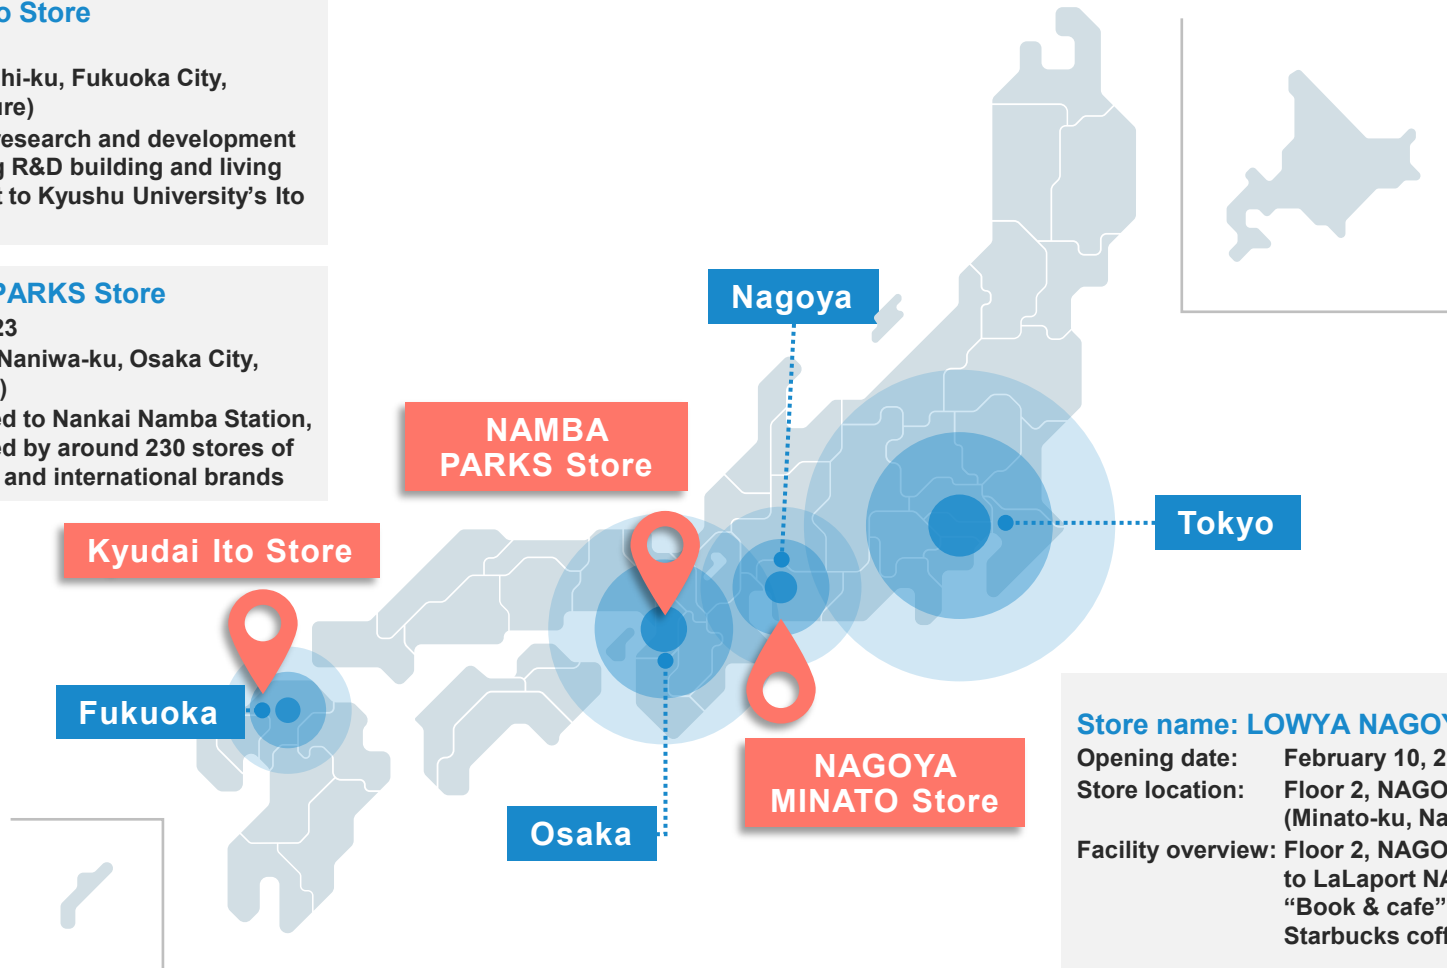 o Store
hi-ku, Fukuoka City,
ure)
research and development
g R&D building and living
t to Kyushu University's Ito
PARKS Store
23
Naniwa-ku, Osaka City,
)
ed to Nankai Namba Station,
ed by around 230 stores of
and international brands
Nagoya
NAMBA
PARKS Store
Tokyo
Kyudai Ito Store
Fukuoka
NAGOYA
MINATO Store
Osaka
Store name: LOWYA NAGOY
Opening date: February 10, 2
Store location: Floor 2, NAGO
(Minato-ku, Na
Facility overview: Floor 2, NAGO
to LaLaport NA
“Book & cafe”
Starbucks coff